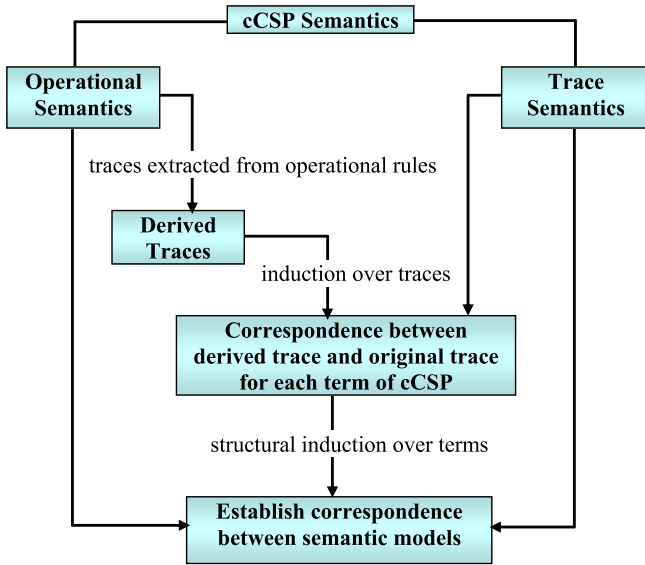 cCSP Semantics
Operational
Semantics
Trace
Semantics
traces extracted from operational rules
Derived
Traces
induction over traces
Correspondence between
derived trace and original trace
for each term of cCSP
structural induction over terms
Establish correspondence
between semantic models